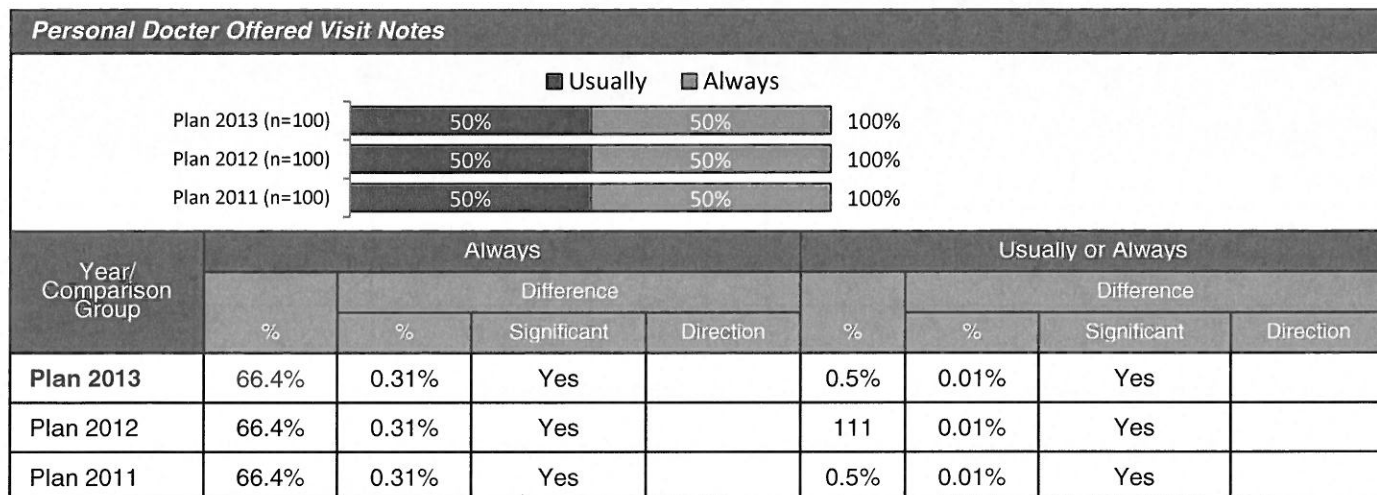 Personal Docter Offered Visit Notes
Usually Always
Plan 2013 (n=100) 50% 50% 100%
Plan 2012 (n=100) 50% 50% 100%
Plan 2011 (n=100) 50% 50% 100%
Year/ Comparison Group Always Usually or Always
% Difference % Difference
% Significant Direction % Significant Direction
Plan 2013 66.4% 0.31% Yes 0.5% 0.01% Yes
Plan 2012 66.4% 0.31% Yes 111 0.01% Yes
Plan 2011 66.4% 0.31% Yes 0.5% 0.01% Yes